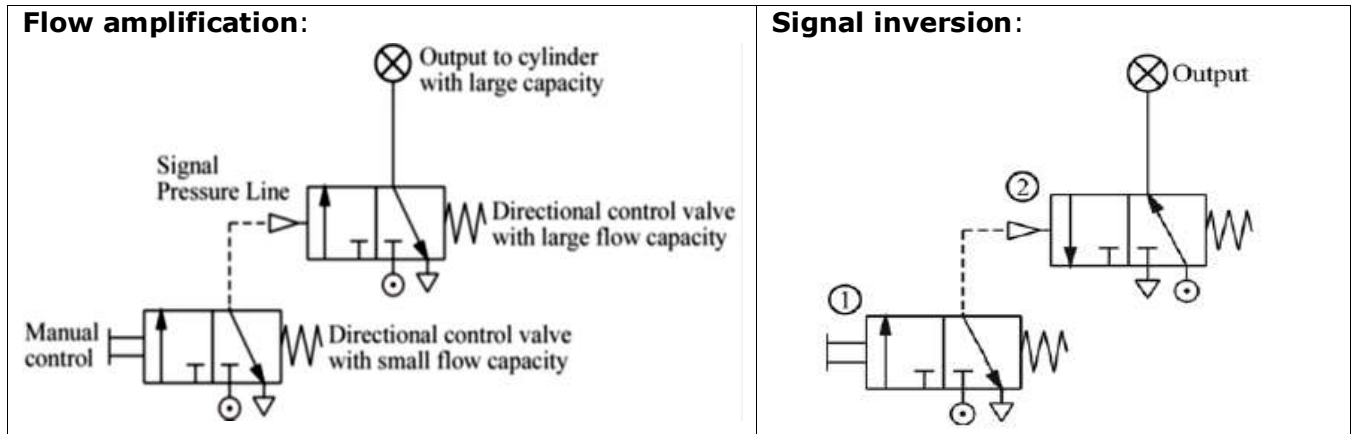 Flow amplification:
Output to cylinder
with large capacity
Signal
Pressure Line
Directional control valve
with large flow capacity
Manual
control
Directional control valve
with small flow capacity
Signal inversion:
Output
2
1